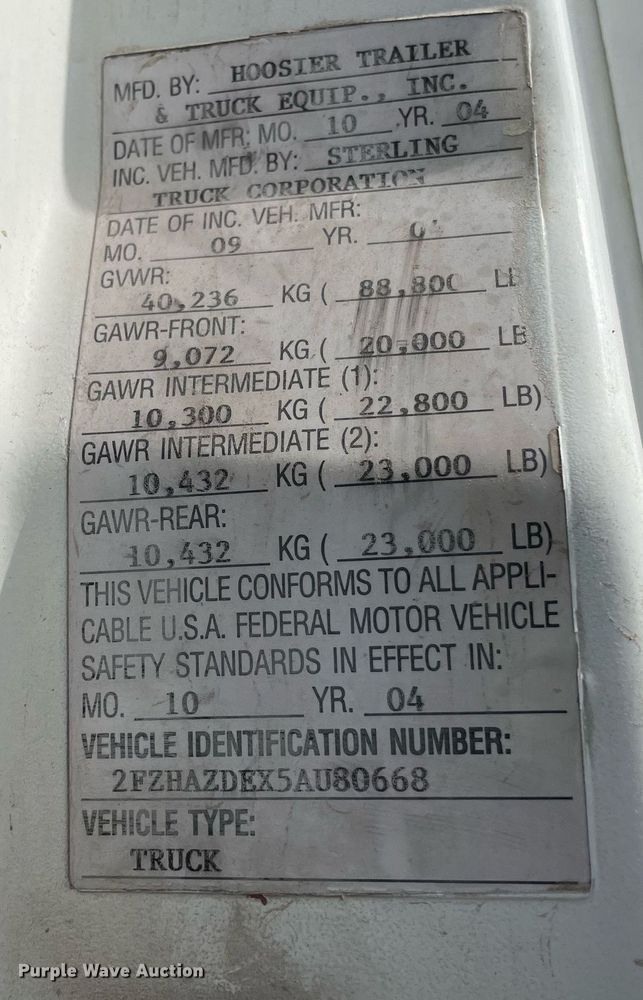 MFD. BY: HOOSIER TRAILER
& TRUCK EQUIP., INC.
DATE OF MFR: MO. 10 YR. 04
INC. VEH. MFD. BY: STERLING
TRUCK CORPORATION
DATE OF INC. VEH. MFR:
MO. 09 YR.
GVWR:
40,236 KG ( 88,800 LB
GAWR-FRONT:
9,072 KG ( 20,000 LB
GAWR INTERMEDIATE (1):
10,300 KG ( 22,800 LB)
GAWR INTERMEDIATE (2):
10,432 KG ( 23,000 LB)
GAWR-REAR:
10,432 KG ( 23,000 LB)
THIS VEHICLE CONFORMS TO ALL APPLI-
CABLE U.S.A. FEDERAL MOTOR VEHICLE
SAFETY STANDARDS IN EFFECT IN:
MO. 10 YR. 04
VEHICLE IDENTIFICATION NUMBER:
2FZHAZDEX5AU80668
VEHICLE TYPE:
TRUCK
Purple Wave Auction